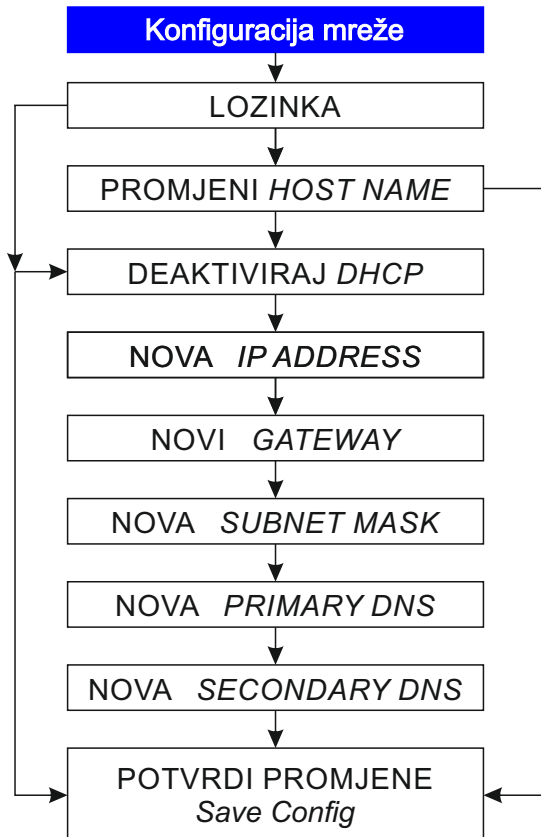 Konfiguracija mreže
LOZINKA
PROMJENI HOST NAME
DEAKTIVIRAJ DHCP
NOVA IP ADDRESS
NOVI GATEWAY
NOVA SUBNET MASK
NOVA PRIMARY DNS
NOVA SECONDARY DNS
POTVRDI PROMJENE
Save Config